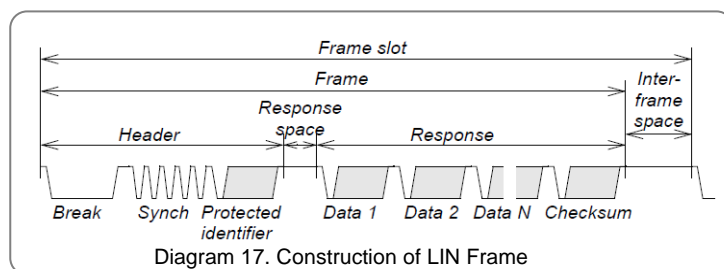 Frame slot
Frame
Inter-
frame
space
Response
space
Header
Response
Break
Synch
Protected
identifier
Data 1
Data 2
Data N
Checksum
Diagram 17. Construction of LIN Frame